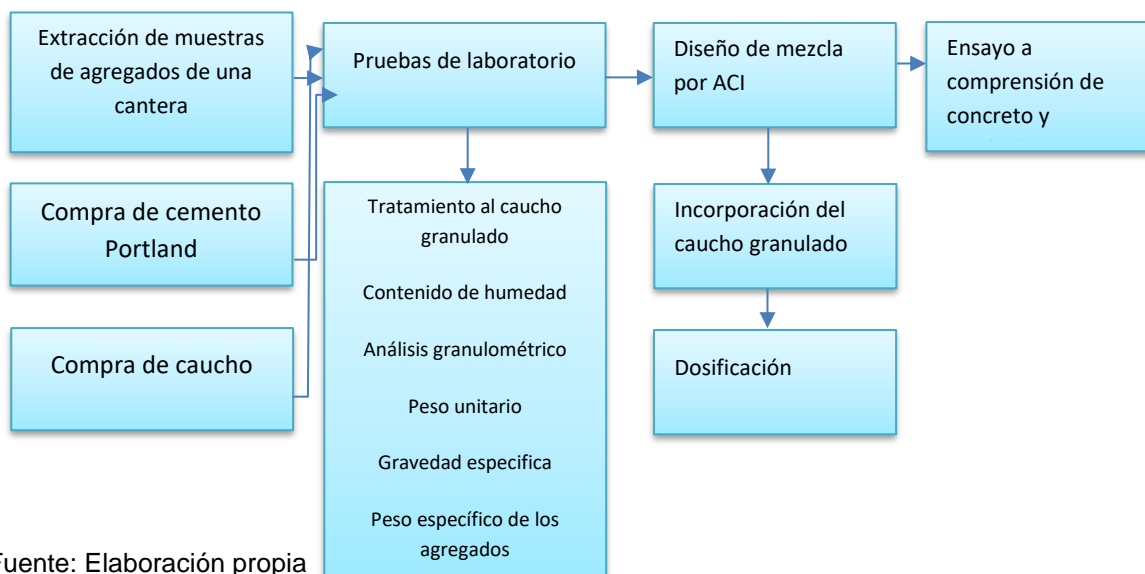 Extracción de muestras
de agregados de una
cantera
Compra de cemento
Portland
Compra de caucho
Pruebas de laboratorio
Tratamiento al caucho
granulado
Contenido de humedad
Análisis granulométrico
Peso unitario
Gravedad especifica
Peso específico de los
agregados
Diseño de mezcla
por ACI
Incorporación del
caucho granulado
Dosificación
Ensayo a
comprensión de
concreto y
Fuente: Elaboración propia